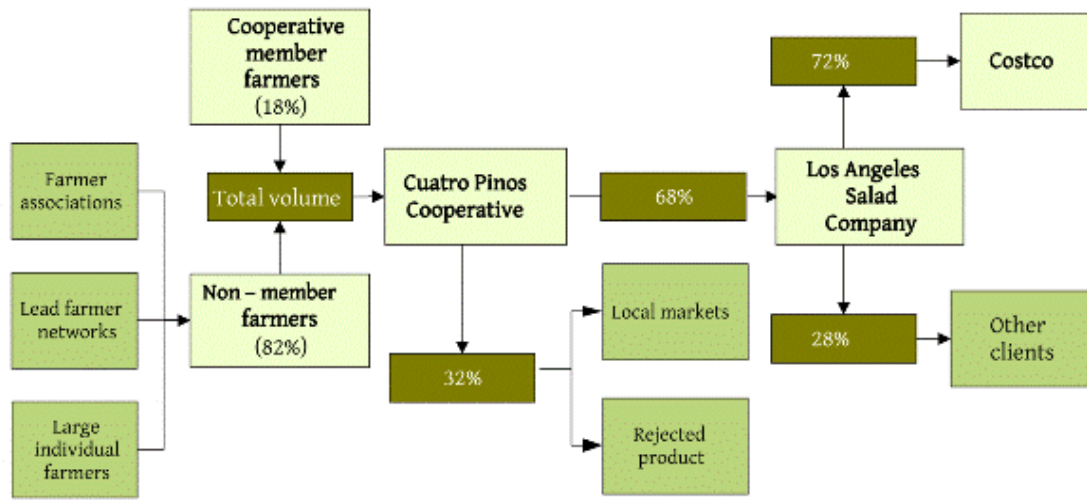 Cooperative
member
farmers
(18%)
72%
Costco
Farmer
associations
Total volume
Cuatro Pinos
Cooperative
68%
Los Angeles
Salad
Company
Lead farmer
networks
Non – member
farmers
(82%)
Local markets
32%
28%
Other
clients
Large
individual
farmers
Rejected
product